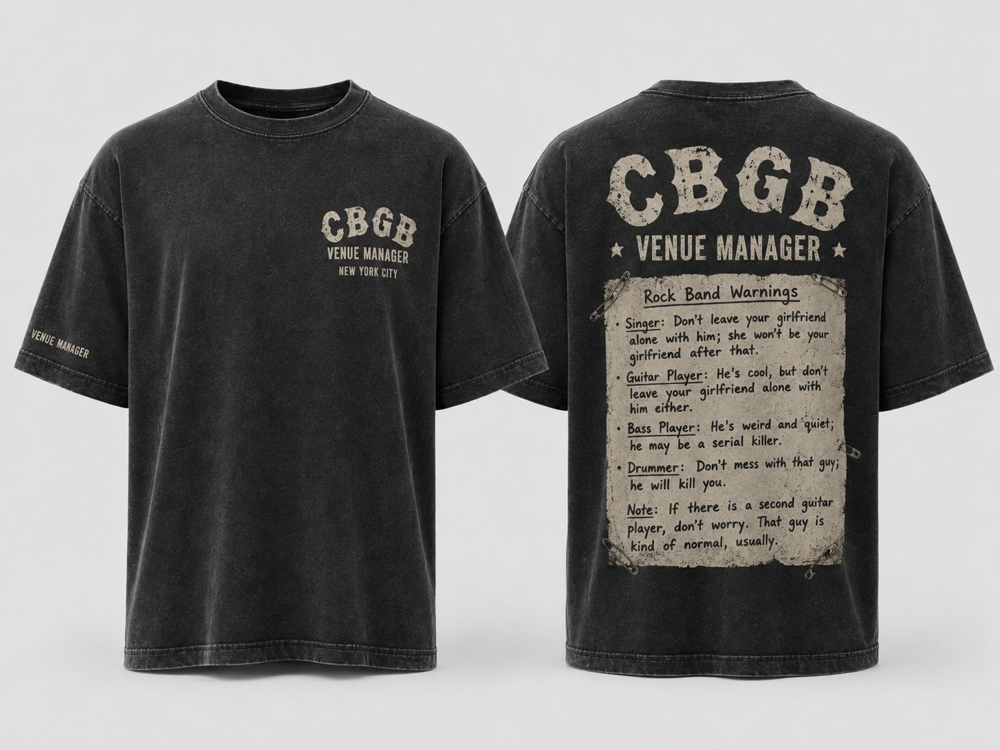 CBGB
VENUE MANAGER
NEW YORK CITY
VENUE MANAGER
CBGB
★ VENUE MANAGER ★
Rock Band Warnings
• Singer: Don't leave your girlfriend
alone with him; she won't be your
girlfriend after that.
• Guitar Player: He's cool, but don't
leave your girlfriend alone with
him either.
• Bass Player: He's weird and quiet;
he may be a serial killer.
• Drummer: Don't mess with that guy;
he will kill you.
Note: If there is a second guitar
player, don't worry. That guy is
kind of normal, usually.